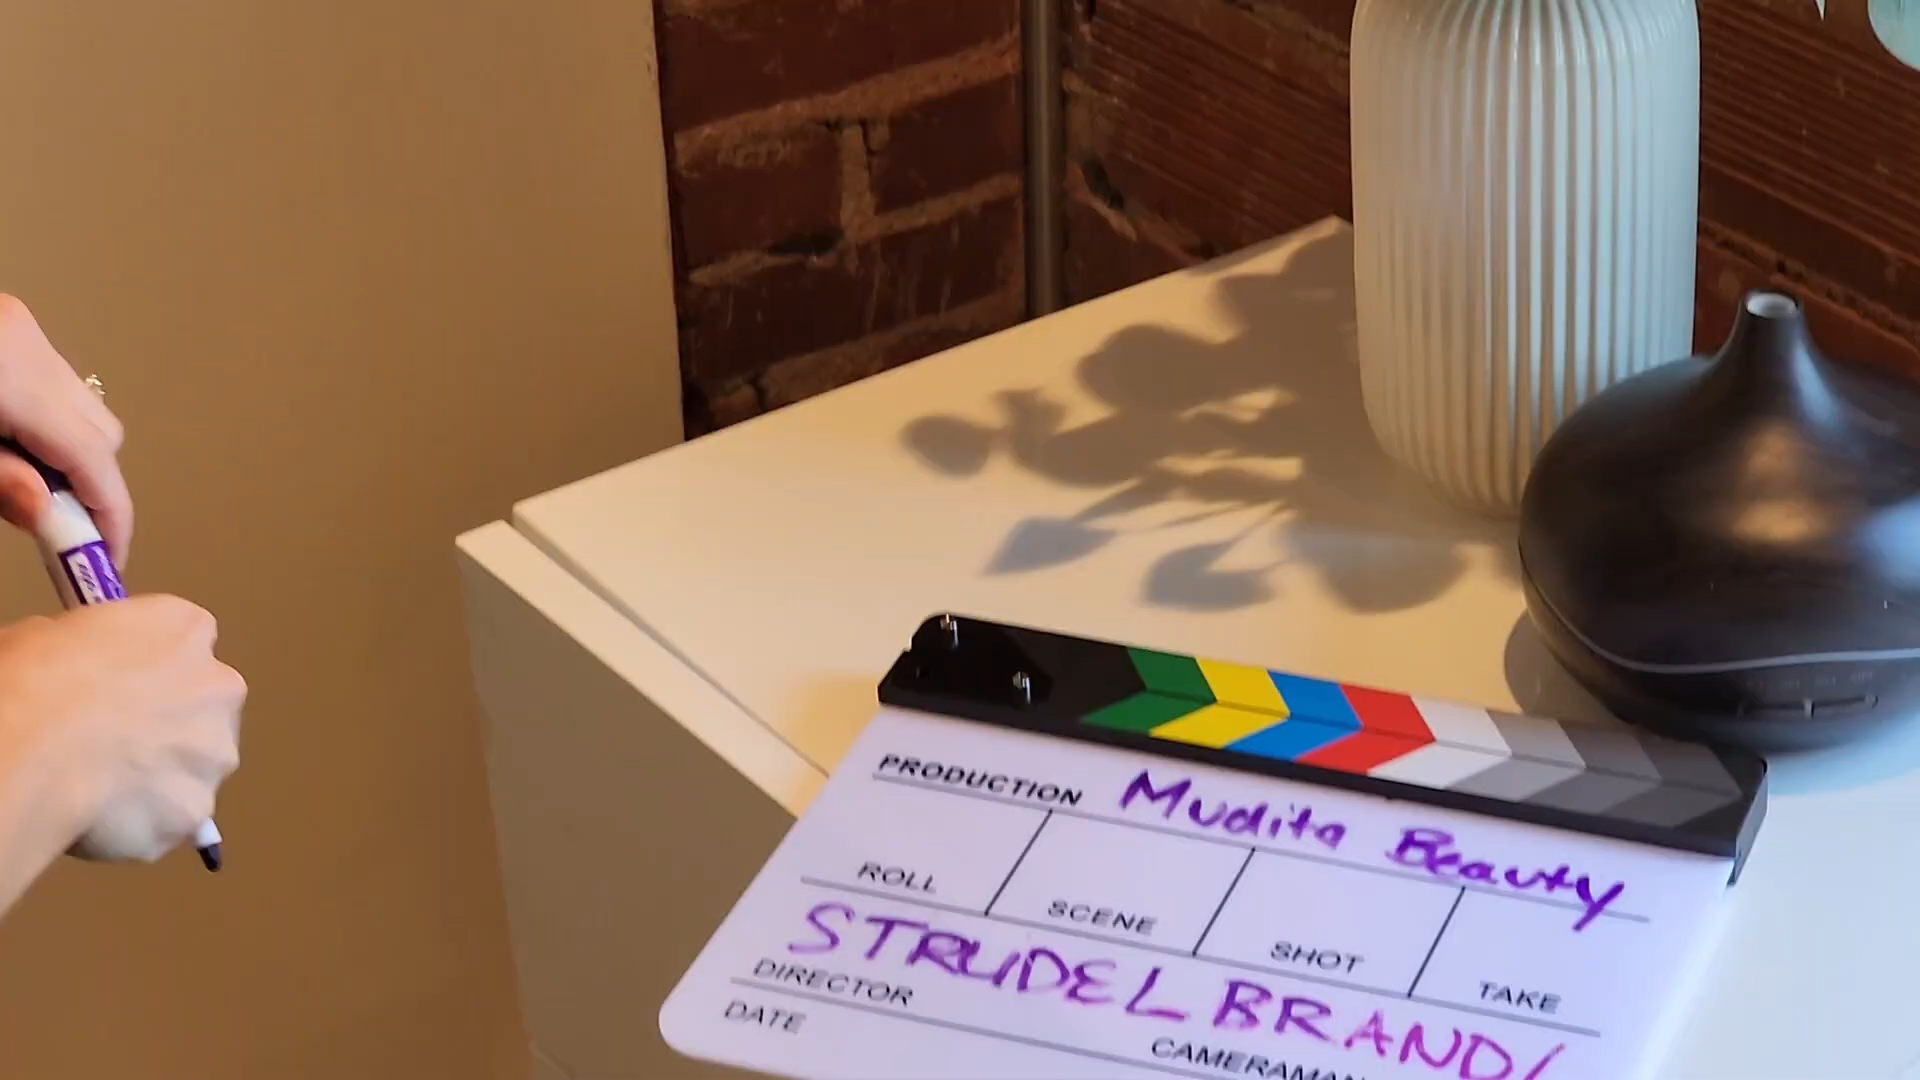 PRODUCTION Mudita Beauty
ROLL SCENE SHOT TAKE
STRUDEL BRAND/
DIRECTOR
DATE CAMERAMAN